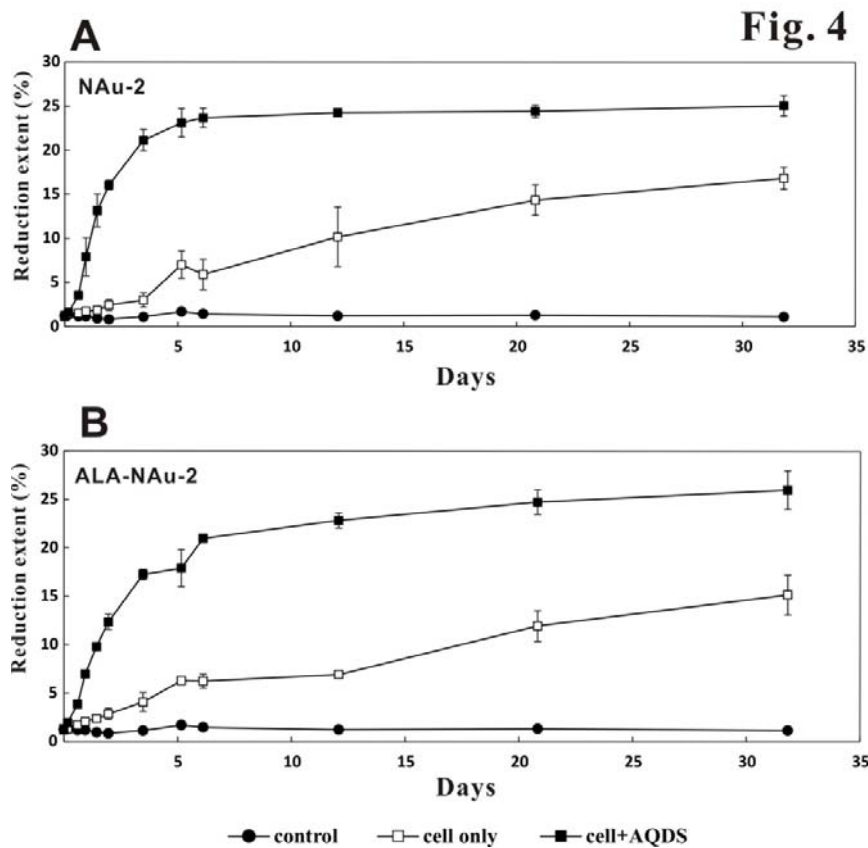 Fig. 4
A
NAu-2
Reduction extent (%)
30
25
20
15
10
5
0
5 10 15 20 25 30 35
Days
B
ALA-NAu-2
Reduction extent (%)
30
25
20
15
10
5
0
0 5 10 15 20 25 30 35
Days
control cell only cell+AQDS